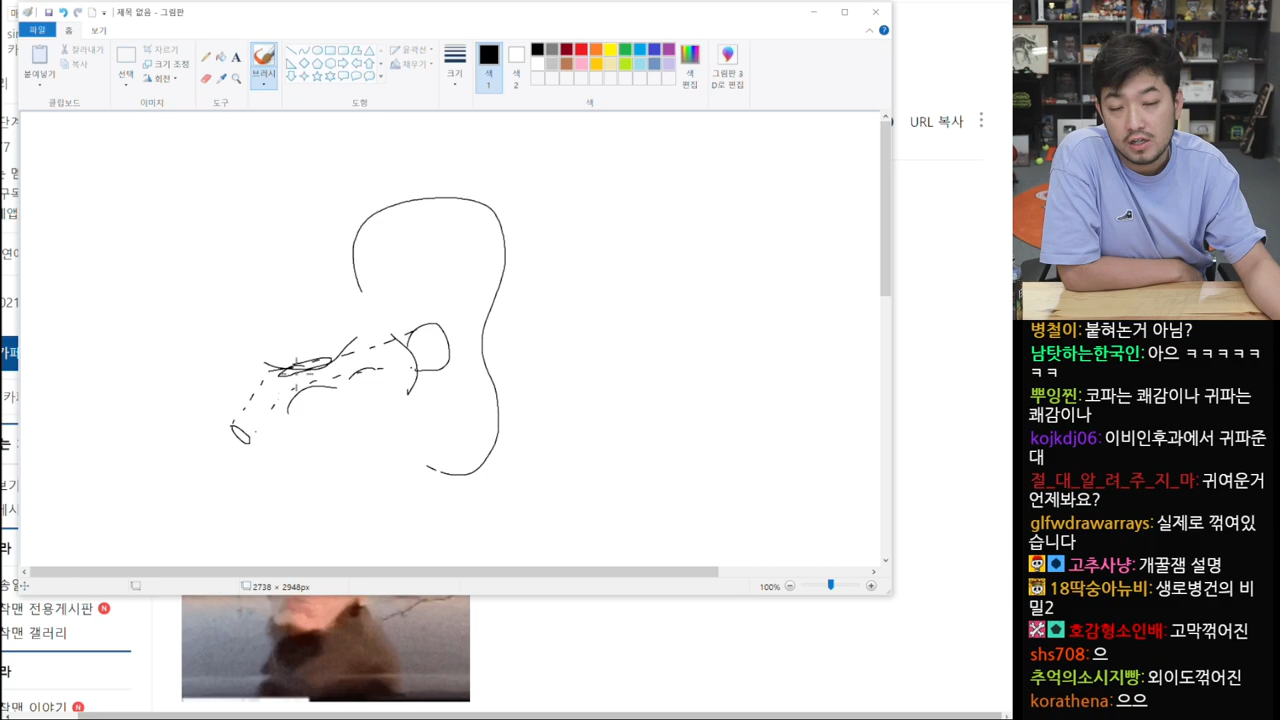 제목 없음 - 그림판
파일 홈 보기
붙여넣기
잘라내기
복사
클립보드
선택
자르기
크기 조정
회전
이미지
도구
브러시
도형
윤곽선
채우기
크기
색
1
색
2
색
편집
색
그림판 3
D로 편집
URL 복사
2738 × 2948px
100%
작맨 전용게시판 N
작맨 갤러리
작맨 이야기 N
병철이: 붙혀논거 아님?
남탓하는한국인: 아으 ㅋㅋㅋㅋㅋ
ㅋㅋ
뿌잉찐: 코파는 쾌감이나 귀파는
쾌감이나
kojkdj06: 이비인후과에서 귀파준
대
절_대_알_려_주_지_마: 귀여운거
언제봐요?
glfwdrawarrays: 실제로 꺾여있
습니다
고추사냥: 개꿀잼 설명
18딱숭아뉴비: 생로병건의 비
밀2
호감형소인배: 고막꺾어진
shs708: 으
추억의소시지빵: 외이도꺾어진
korathena: 으으